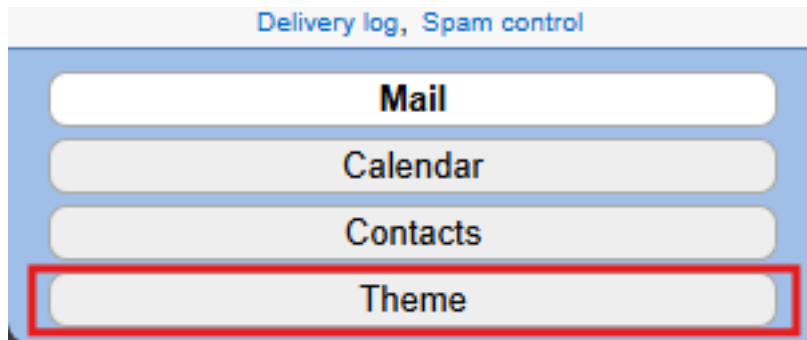 Delivery log, Spam control
Mail
Calendar
Contacts
Theme